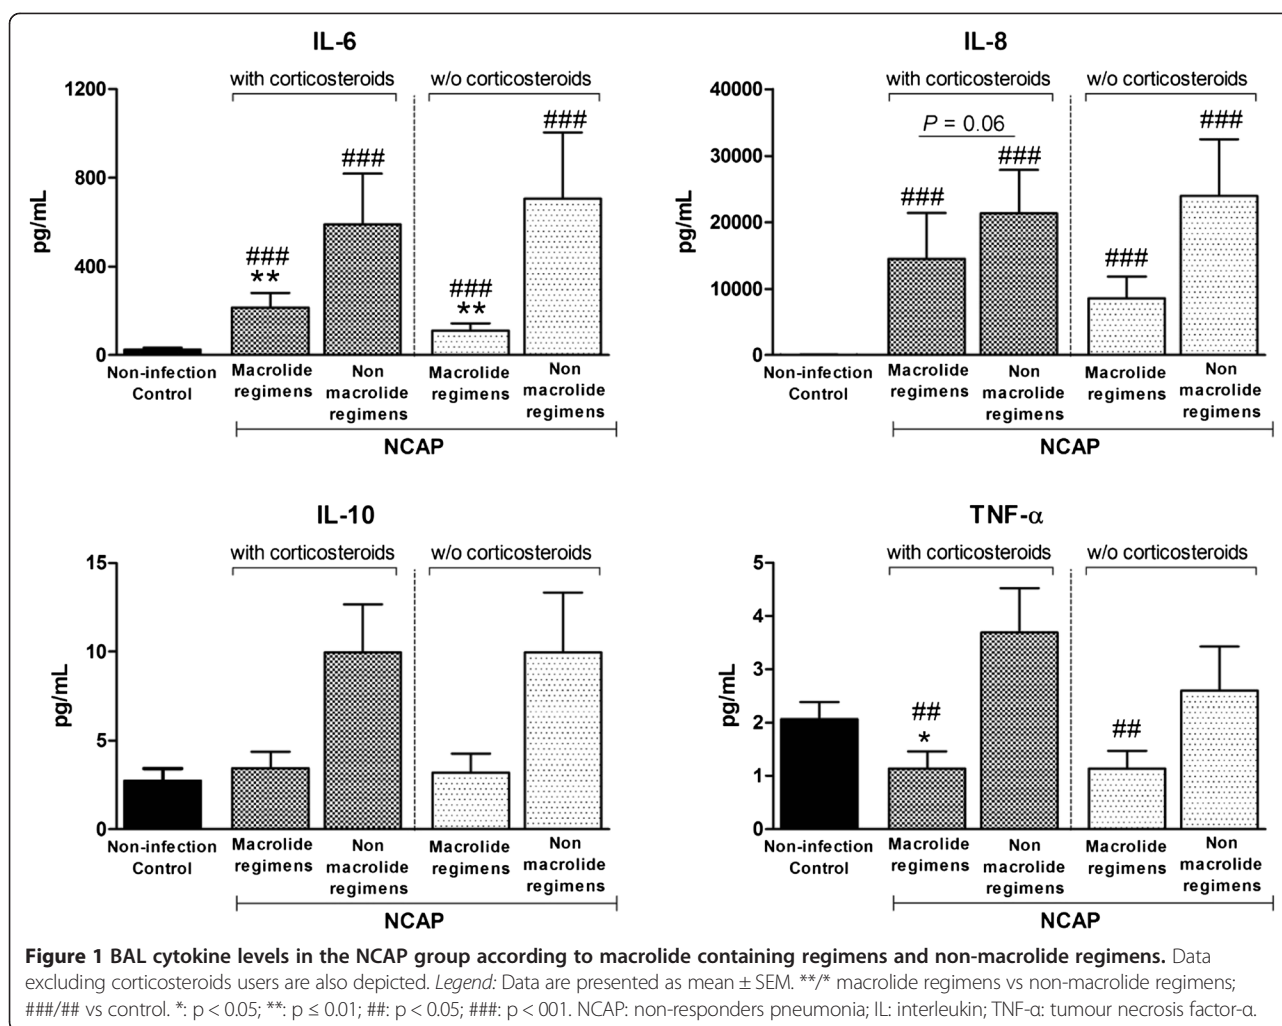 IL-6
with corticosteroids
w/o corticosteroids
1200
800
400
0
pg/mL
###
**
###
###
**
###
Non-infection
Control
Macrolide
regimens
Non
macrolide
regimens
Macrolide
regimens
Non
macrolide
regimens
NCAP
IL-8
with corticosteroids
w/o corticosteroids
40000
30000
20000
10000
0
pg/mL
P = 0.06
###
###
###
###
Non-infection
Control
Macrolide
regimens
Non
macrolide
regimens
Macrolide
regimens
Non
macrolide
regimens
NCAP
IL-10
with corticosteroids
w/o corticosteroids
15
10
5
0
pg/mL
Non-infection
Control
Macrolide
regimens
Non
macrolide
regimens
Macrolide
regimens
Non
macrolide
regimens
NCAP
TNF-α
with corticosteroids
w/o corticosteroids
5
4
3
2
1
0
pg/mL
##
*
##
Non-infection
Control
Macrolide
regimens
Non
macrolide
regimens
Macrolide
regimens
Non
macrolide
regimens
NCAP
Figure 1 BAL cytokine levels in the NCAP group according to macrolide containing regimens and non-macrolide regimens. Data
excluding corticosteroids users are also depicted. Legend: Data are presented as mean ± SEM. **/* macrolide regimens vs non-macrolide regimens;
###/## vs control. *: p < 0.05; **: p ≤ 0.01; ##: p < 0.05; ###: p < 001. NCAP: non-responders pneumonia; IL: interleukin; TNF-α: tumour necrosis factor-α.